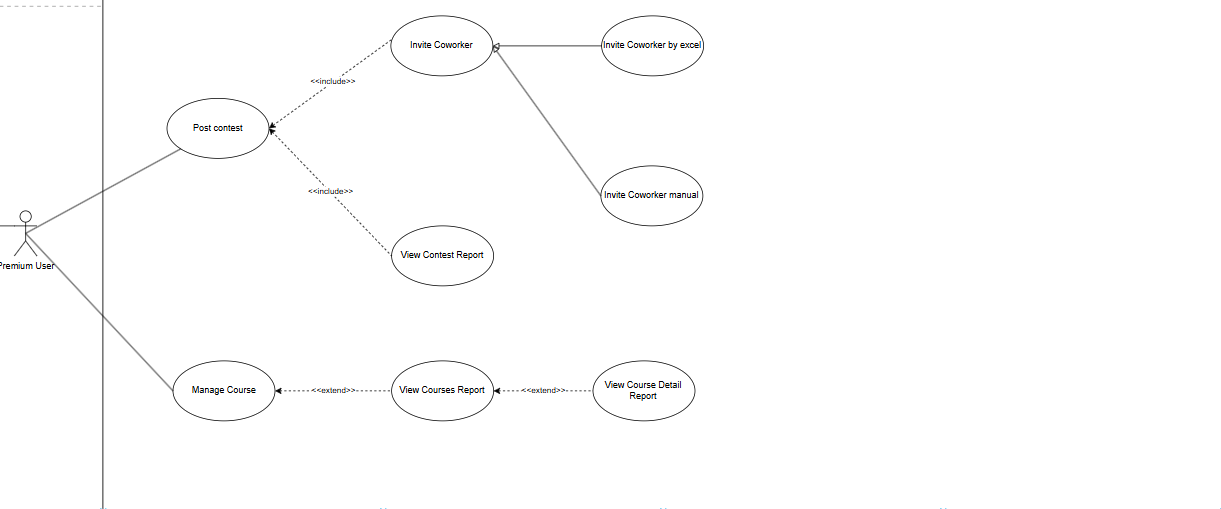 Invite Coworker
Invite Coworker by excel
<<include>>
Post contest
<<include>>
Invite Coworker manual
View Contest Report
Premium User
Manage Course
<<extend>>
View Courses Report
<<extend>>
View Course Detail
Report